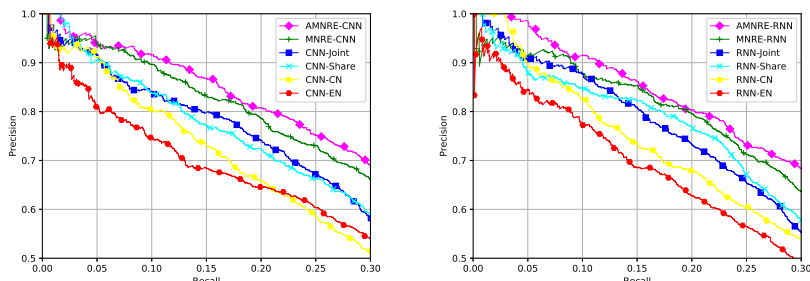 1.0
0.9
0.8
0.7
0.6
0.5
Precision
0.00 0.05 0.10 0.15 0.20 0.25 0.30
Recall
AMNRE-CNN
MNRE-CNN
CNN-Joint
CNN-Share
CNN-CN
CNN-EN
1.0
0.9
0.8
0.7
0.6
0.5
Precision
0.00 0.05 0.10 0.15 0.20 0.25 0.30
Recall
AMNRE-RNN
MNRE-RNN
RNN-Joint
RNN-Share
RNN-CN
RNN-EN